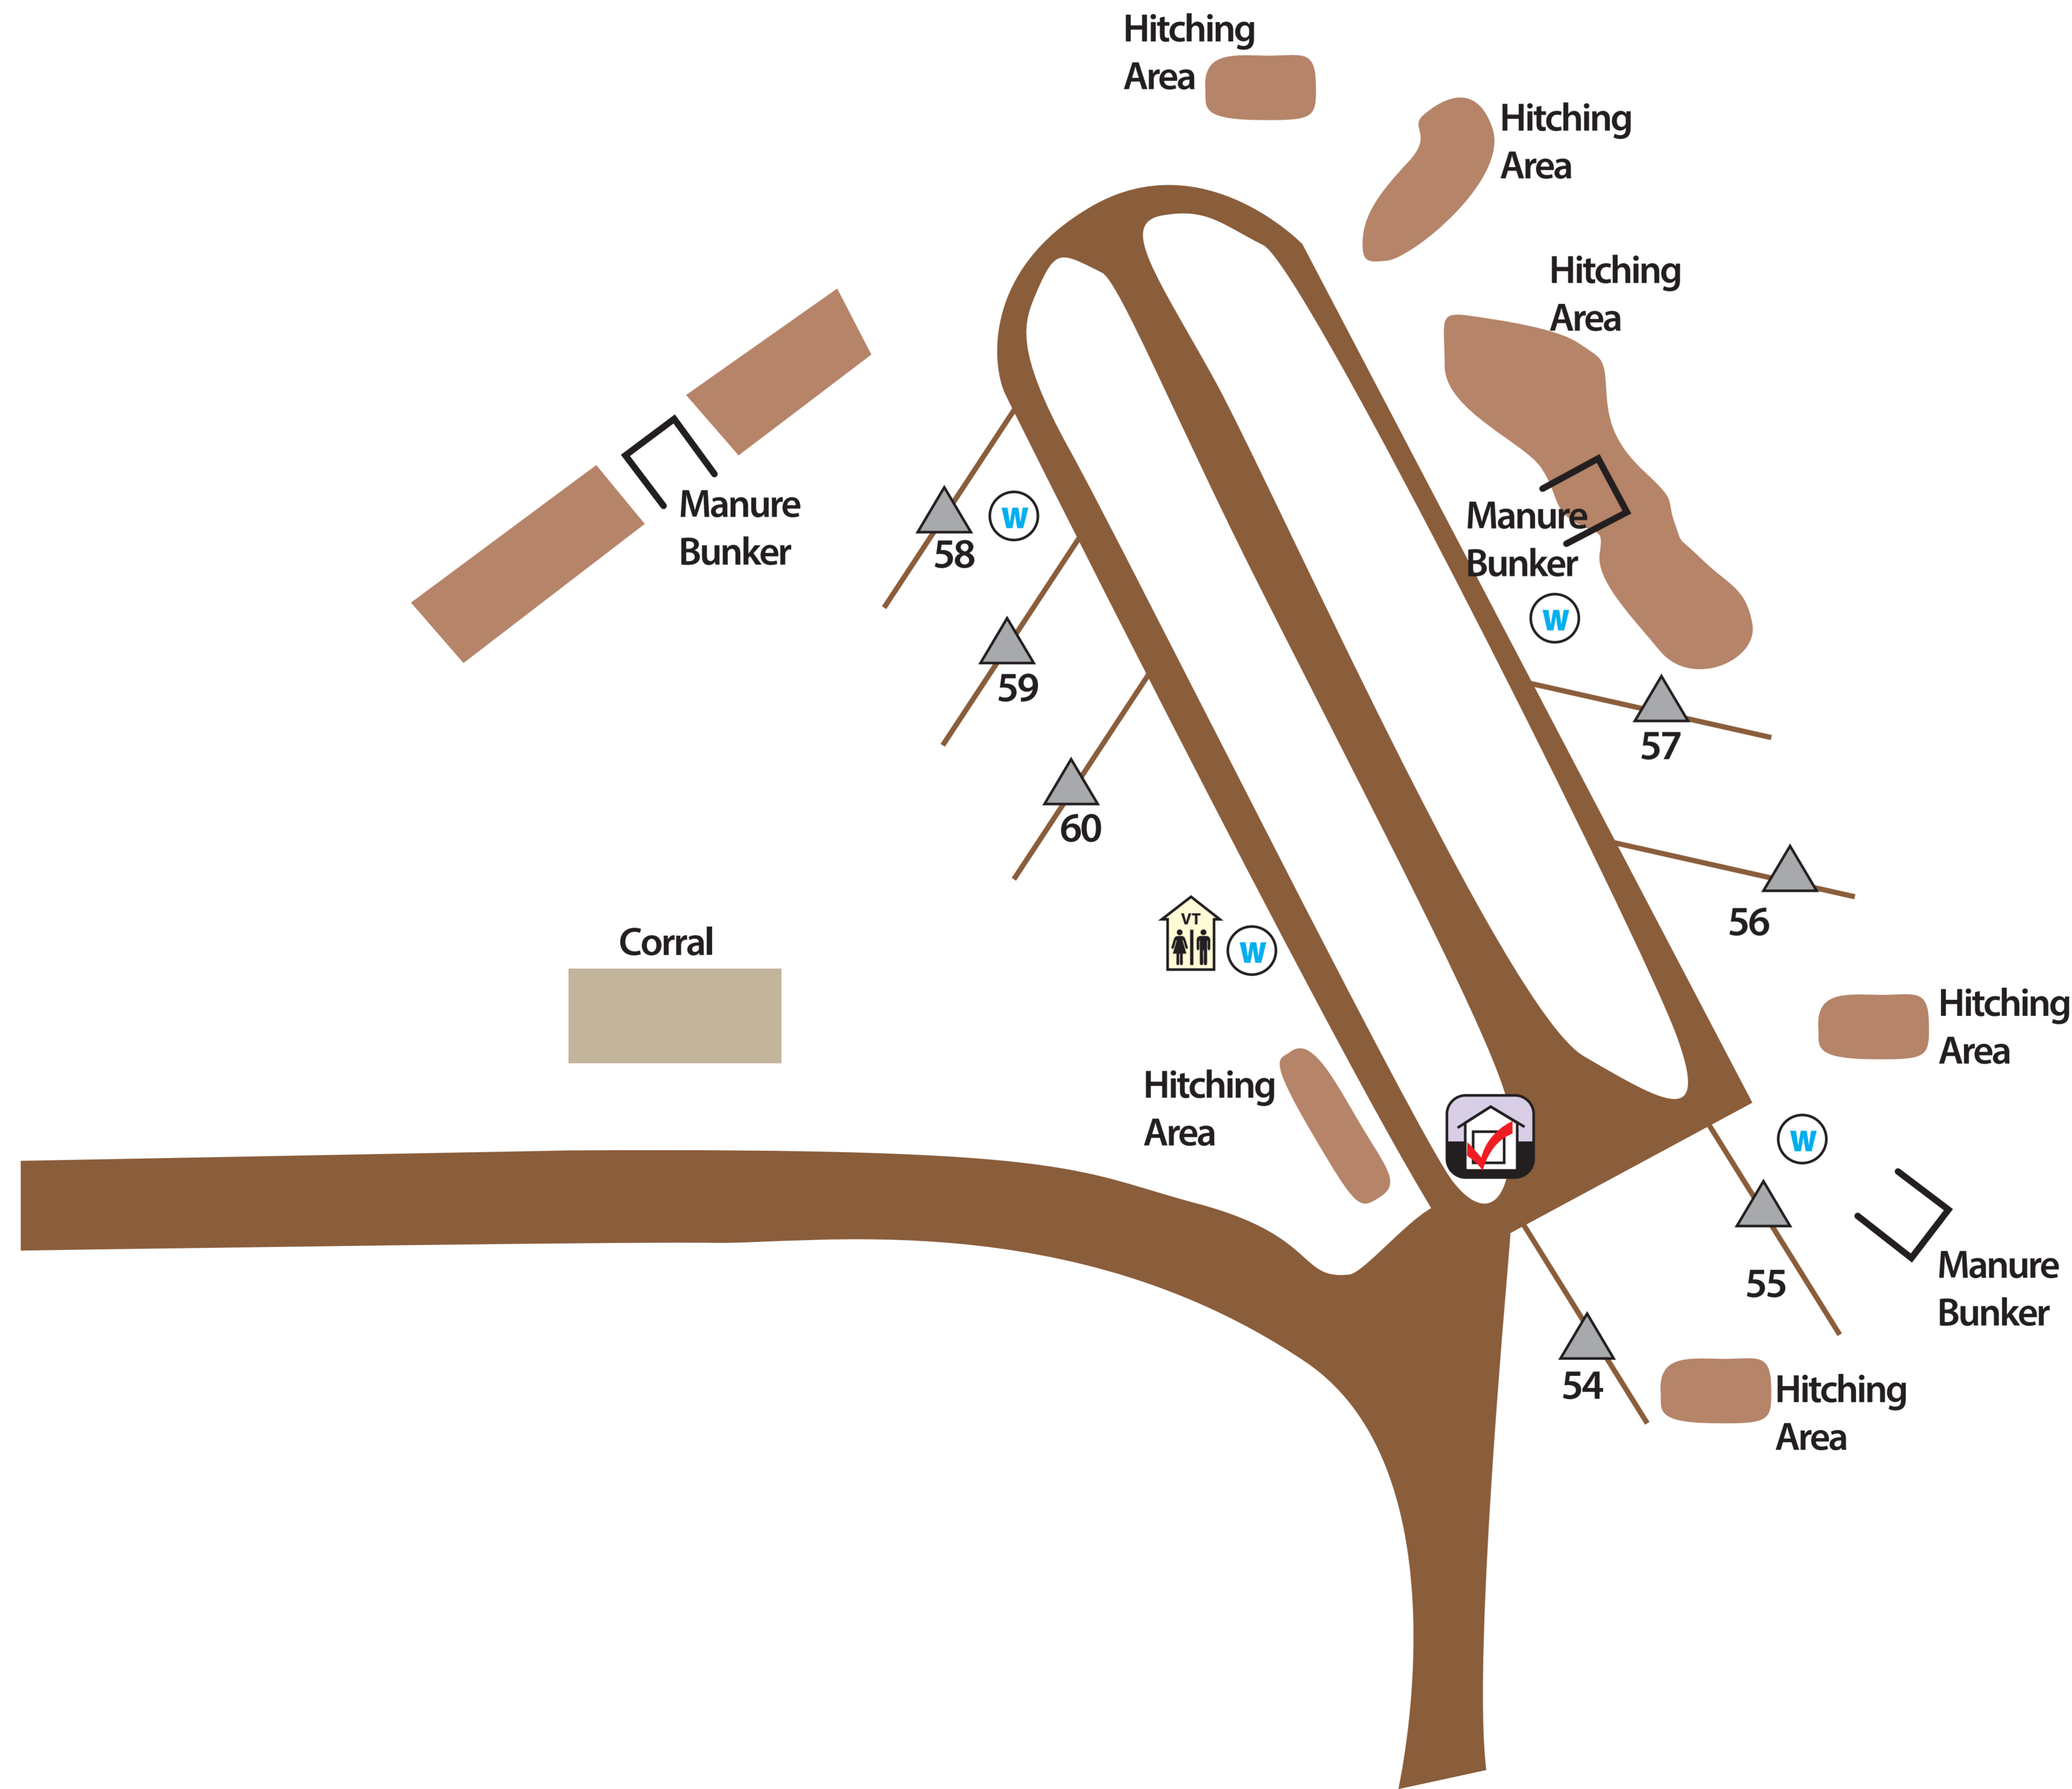 Hitching
Area
Hitching
Area
Hitching
Area
Manure
Bunker
58
W
Manure
Bunker
W
59
57
60
56
VT
W
Corral
Hitching
Area
Hitching
Area
W
55
Manure
Bunker
54
Hitching
Area